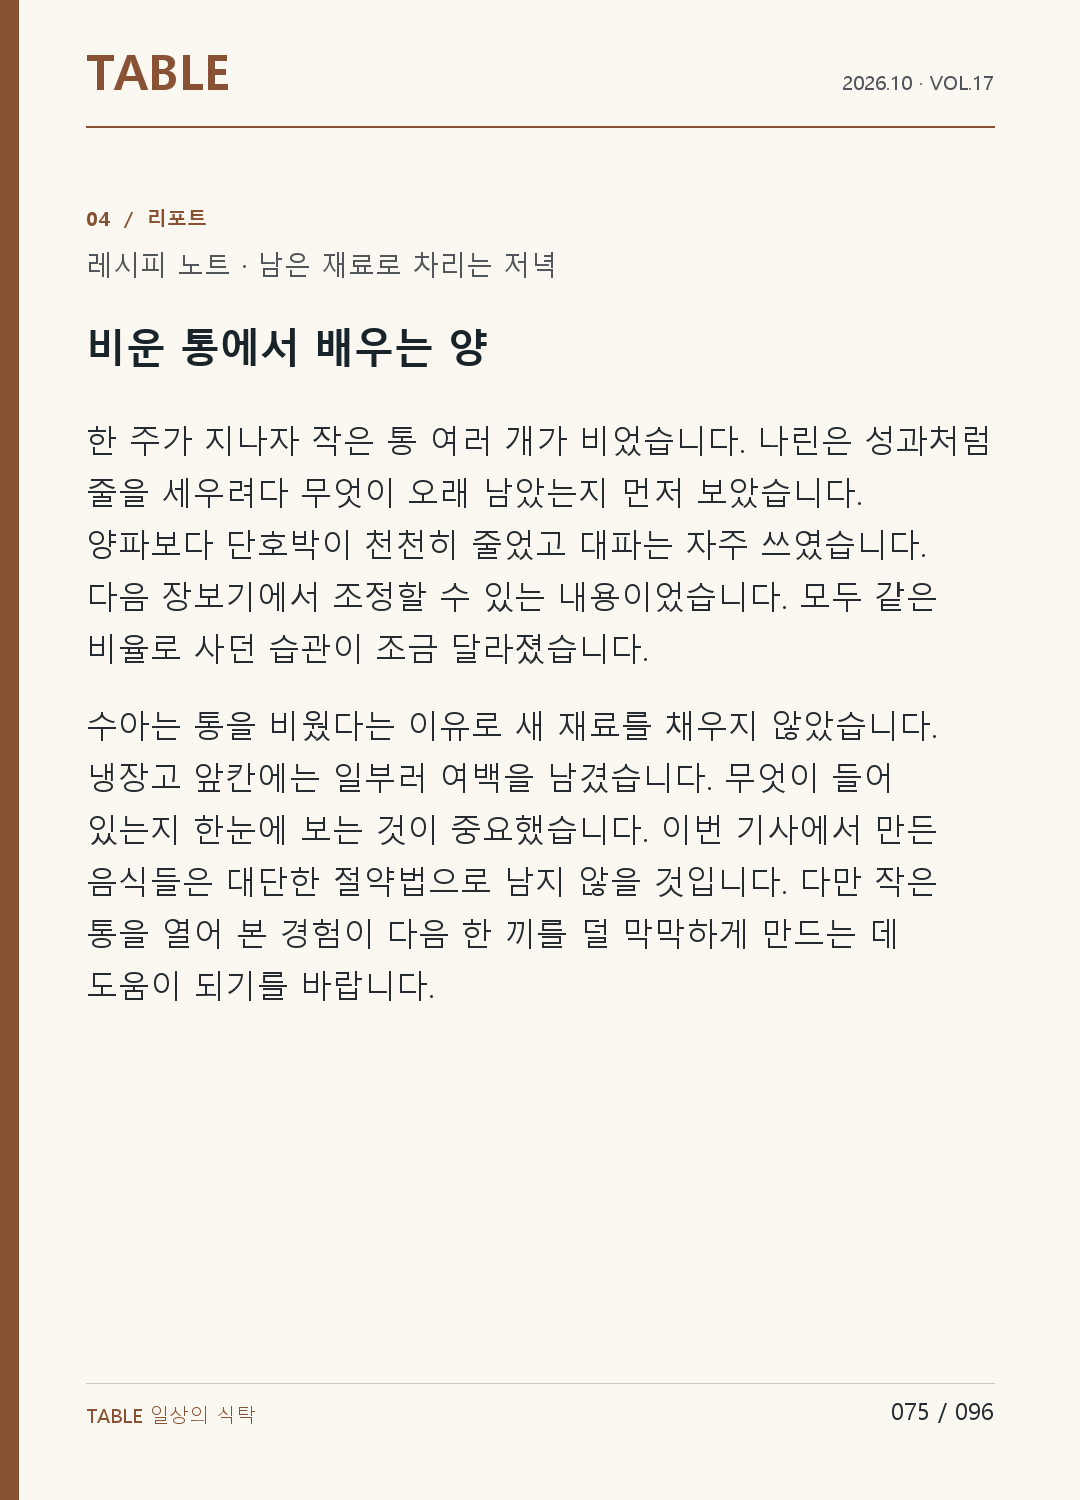 TABLE
2026.10 · VOL.17
04 / 리포트
레시피 노트 · 남은 재료로 차리는 저녁
비운 통에서 배우는 양
한 주가 지나자 작은 통 여러 개가 비었습니다. 나린은 성과처럼
줄을 세우려다 무엇이 오래 남았는지 먼저 보았습니다.
양파보다 단호박이 천천히 줄었고 대파는 자주 쓰였습니다.
다음 장보기에서 조정할 수 있는 내용이었습니다. 모두 같은
비율로 사던 습관이 조금 달라졌습니다.
수아는 통을 비웠다는 이유로 새 재료를 채우지 않았습니다.
냉장고 앞칸에는 일부러 여백을 남겼습니다. 무엇이 들어
있는지 한눈에 보는 것이 중요했습니다. 이번 기사에서 만든
음식들은 대단한 절약법으로 남지 않을 것입니다. 다만 작은
통을 열어 본 경험이 다음 한 끼를 덜 막막하게 만드는 데
도움이 되기를 바랍니다.
TABLE 일상의 식탁
075 / 096